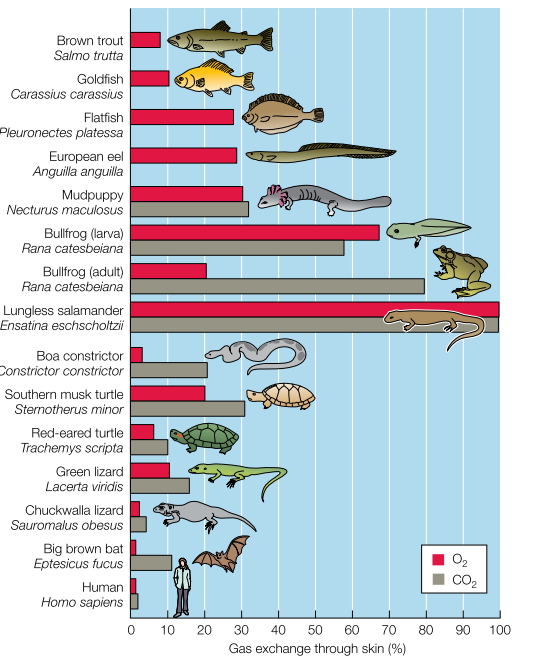 Brown trout
Salmo trutta
Goldfish
Carassius carassius
Flatfish
Pleuronectes platessa
European eel
Anguilla anguilla
Mudpuppy
Necturus maculosus
Bullfrog (larva)
Rana catesbeiana
Bullfrog (adult)
Rana catesbeiana
Lungless salamander
Ensatina eschscholtzii
Boa constrictor
Constrictor constrictor
Southern musk turtle
Sternotherus minor
Red-eared turtle
Trachemys scripta
Green lizard
Lacerta viridis
Chuckwalla lizard
Sauromalus obesus
Big brown bat
Eptesicus fucus
Human
Homo sapiens
O2
CO2
0 10 20 30 40 50 60 70 80 90 100
Gas exchange through skin (%)